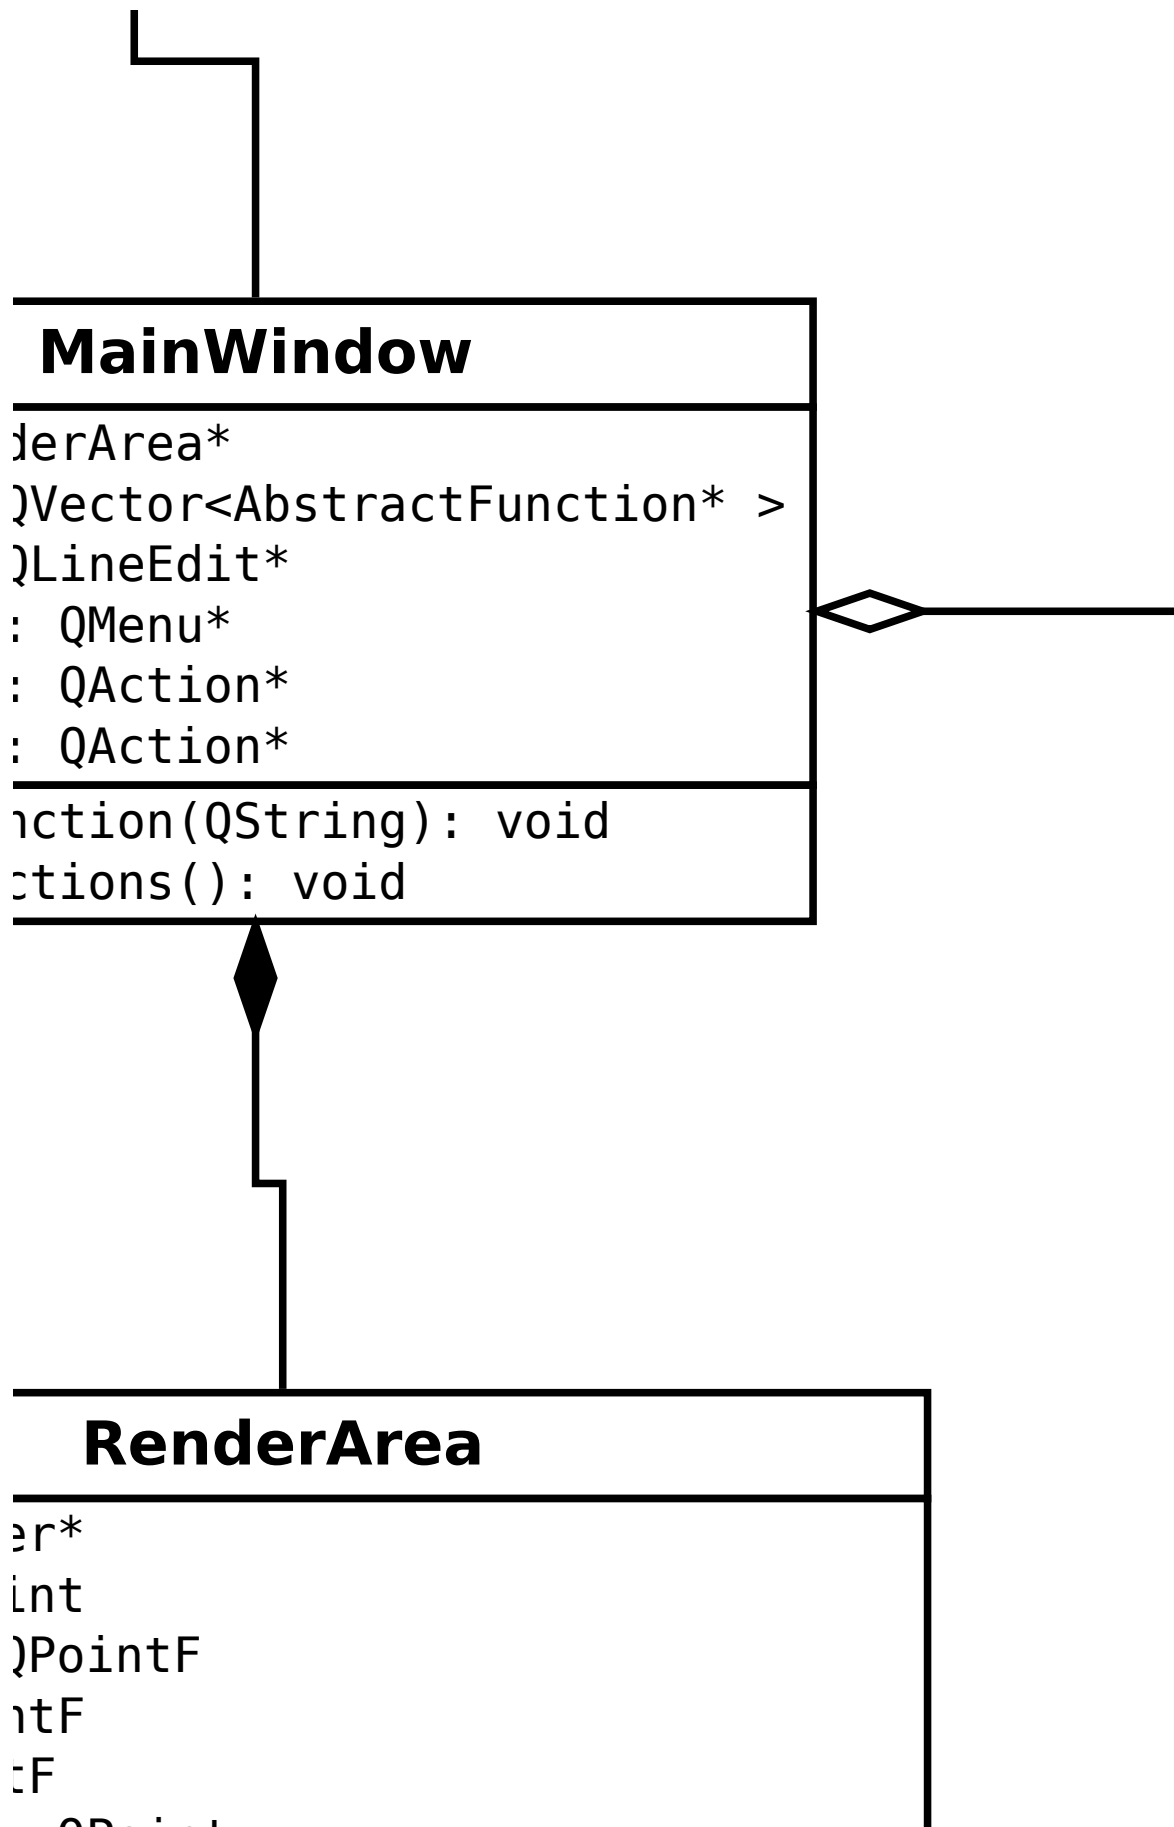 MainWindow
derArea*
QVector<AbstractFunction* >
QLineEdit*
: QMenu*
: QAction*
: QAction*
nction(QString): void
ctions(): void
RenderArea
er*
int
QPointF
ntF
tF
QPoint